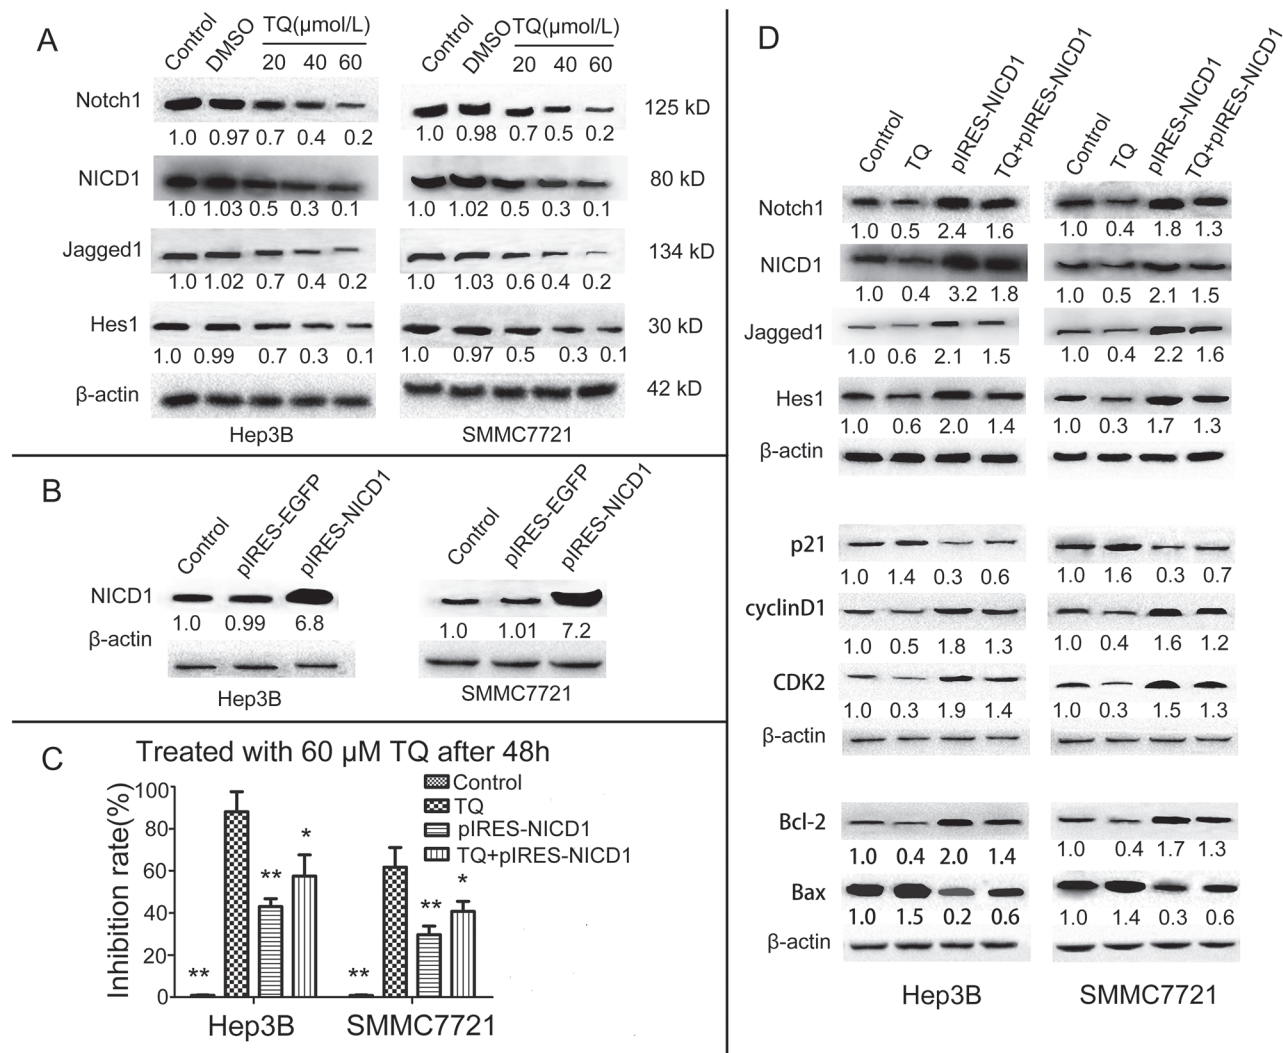 A
Control DMSO TQ(μmol/L) 20 40 60
Control DMSO TQ(μmol/L) 20 40 60
Notch1 125 kD
1.0 0.97 0.7 0.4 0.2 1.0 0.98 0.7 0.5 0.2
NICD1 80 kD
1.0 1.03 0.5 0.3 0.1 1.0 1.02 0.5 0.3 0.1
Jagged1 134 kD
1.0 1.02 0.7 0.4 0.2 1.0 1.03 0.6 0.4 0.2
Hes1 30 kD
1.0 0.99 0.7 0.3 0.1 1.0 0.97 0.5 0.3 0.1
β-actin 42 kD
Hep3B SMMC7721
B
Control pIRES-EGFP pIRES-NICD1 Control pIRES-EGFP pIRES-NICD1
NICD1
1.0 0.99 6.8 1.0 1.01 7.2
β-actin
Hep3B SMMC7721
C
Treated with 60 μM TQ after 48h
Control
TQ
pIRES-NICD1
TQ+pIRES-NICD1
Inhibition rate(%)
100
80
60
40
20
0
** ** * ** ** *
Hep3B SMMC7721
D
Control TQ pIRES-NICD1 TQ+pIRES-NICD1 Control TQ pIRES-NICD1 TQ+pIRES-NICD1
Notch1
1.0 0.5 2.4 1.6 1.0 0.4 1.8 1.3
NICD1
1.0 0.4 3.2 1.8 1.0 0.5 2.1 1.5
Jagged1
1.0 0.6 2.1 1.5 1.0 0.4 2.2 1.6
Hes1
1.0 0.6 2.0 1.4 1.0 0.3 1.7 1.3
β-actin
p21
1.0 1.4 0.3 0.6 1.0 1.6 0.3 0.7
cyclinD1
1.0 0.5 1.8 1.3 1.0 0.4 1.6 1.2
CDK2
1.0 0.3 1.9 1.4 1.0 0.3 1.5 1.3
β-actin
Bcl-2
1.0 0.4 2.0 1.4 1.0 0.4 1.7 1.3
Bax
1.0 1.5 0.2 0.6 1.0 1.4 0.3 0.6
β-actin
Hep3B SMMC7721